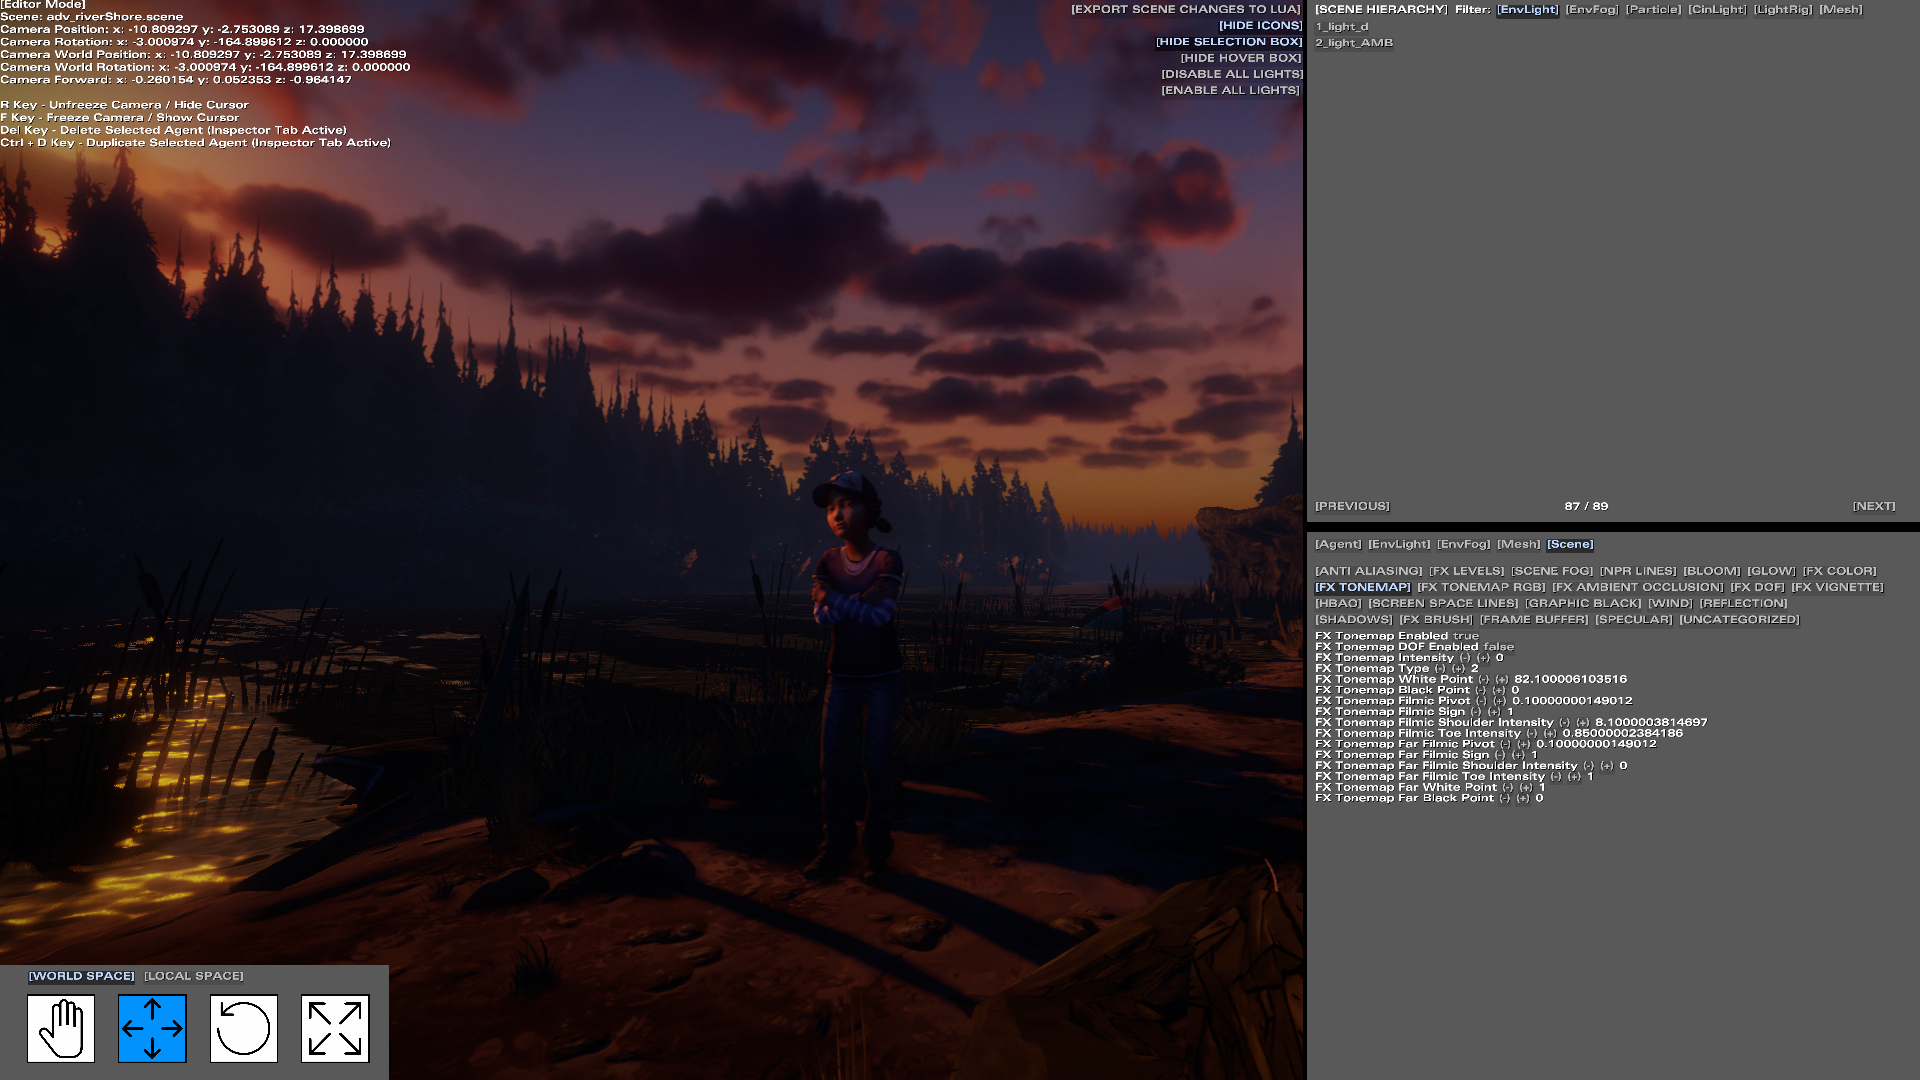 [Editor Mode]
Scene: adv_riverShore.scene
Camera Position: x: -10.809297 y: -2.753089 z: 17.398699
Camera Rotation: x: -3.000974 y: -164.899612 z: 0.000000
Camera World Position: x: -10.809297 y: -2.753089 z: 17.398699
Camera World Rotation: x: -3.000974 y: -164.899612 z: 0.000000
Camera Forward: x: -0.260154 y: 0.052353 z: -0.964147
R Key - Unfreeze Camera / Hide Cursor
F Key - Freeze Camera / Show Cursor
Del Key - Delete Selected Agent (Inspector Tab Active)
Ctrl + D Key - Duplicate Selected Agent (Inspector Tab Active)
[EXPORT SCENE CHANGES TO LUA]
[HIDE ICONS]
[HIDE SELECTION BOX]
[HIDE HOVER BOX]
[DISABLE ALL LIGHTS]
[ENABLE ALL LIGHTS]
[SCENE HIERARCHY] Filter: [EnvLight] [EnvFog] [Particle] [CinLight] [LightRig] [Mesh]
1_light_d
2_light_AMB
[PREVIOUS] 87 / 89 [NEXT]
[Agent] [EnvLight] [EnvFog] [Mesh] [Scene]
[ANTI ALIASING] [FX LEVELS] [SCENE FOG] [NPR LINES] [BLOOM] [GLOW] [FX COLOR]
[FX TONEMAP] [FX TONEMAP RGB] [FX AMBIENT OCCLUSION] [FX DOF] [FX VIGNETTE]
[HBAO] [SCREEN SPACE LINES] [GRAPHIC BLACK] [WIND] [REFLECTION]
[SHADOWS] [FX BRUSH] [FRAME BUFFER] [SPECULAR] [UNCATEGORIZED]
FX Tonemap Enabled true
FX Tonemap DOF Enabled false
FX Tonemap Intensity (-) (+) 0
FX Tonemap Type (-) (+) 2
FX Tonemap White Point (-) (+) 82.100006103516
FX Tonemap Black Point (-) (+) 0
FX Tonemap Filmic Pivot (-) (+) 0.10000000149012
FX Tonemap Filmic Sign (-) (+) 1
FX Tonemap Filmic Shoulder Intensity (-) (+) 8.1000003814697
FX Tonemap Filmic Toe Intensity (-) (+) 0.85000002384186
FX Tonemap Far Filmic Pivot (-) (+) 0.10000000149012
FX Tonemap Far Filmic Sign (-) (+) 1
FX Tonemap Far Filmic Shoulder Intensity (-) (+) 0
FX Tonemap Far Filmic Toe Intensity (-) (+) 1
FX Tonemap Far White Point (-) (+) 1
FX Tonemap Far Black Point (-) (+) 0
[WORLD SPACE] [LOCAL SPACE]